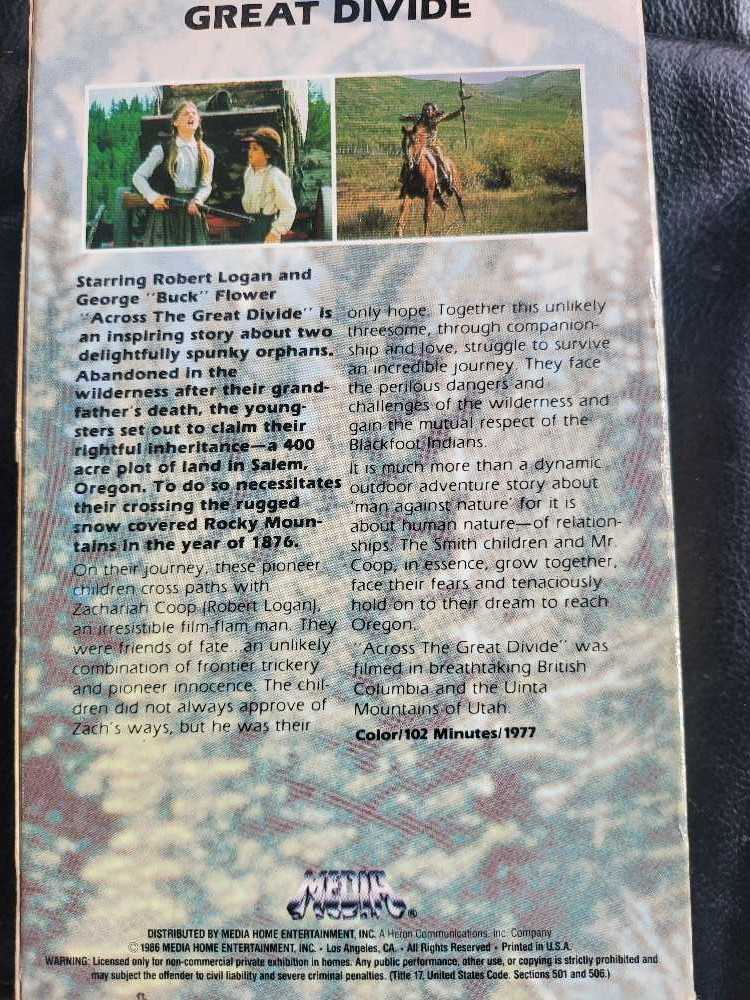 GREAT DIVIDE
Starring Robert Logan and
George "Buck" Flower
"Across The Great Divide" is
an inspiring story about two
delightfully spunky orphans.
Abandoned in the
wilderness after their grand-
father's death, the young-
sters set out to claim their
rightful inheritance—a 400
acre plot of land in Salem,
Oregon. To do so necessitates
their crossing the rugged
snow covered Rocky Moun-
tains in the year of 1876.
On their journey, these pioneer
children cross paths with
Zachariah Coop (Robert Logan),
an irresistible film-flam man. They
were friends of fate...an unlikely
combination of frontier trickery
and pioneer innocence. The chil-
dren did not always approve of
Zach's ways, but he was their
only hope. Together this unlikely
threesome, through companion-
ship and love, struggle to survive
an incredible journey. They face
the perilous dangers and
challenges of the wilderness and
gain the mutual respect of the
Blackfoot Indians.
It is much more than a dynamic
outdoor adventure story about
'man against nature' for it is
about human nature—of relation-
ships. The Smith children and Mr.
Coop, in essence, grow together,
face their fears and tenaciously
hold on to their dream to reach
Oregon.
"Across The Great Divide" was
filmed in breathtaking British
Columbia and the Uinta
Mountains of Utah.
Color/102 Minutes/1977
MEDIA®
DISTRIBUTED BY MEDIA HOME ENTERTAINMENT, INC. A Heron Communications, Inc. Company
© 1986 MEDIA HOME ENTERTAINMENT, INC. • Los Angeles, CA. • All Rights Reserved • Printed in U.S.A.
WARNING: Licensed only for non-commercial private exhibition in homes. Any public performance, other use, or copying is strictly prohibited and
may subject the offender to civil liability and severe criminal penalties. (Title 17, United States Code, Sections 501 and 506.)